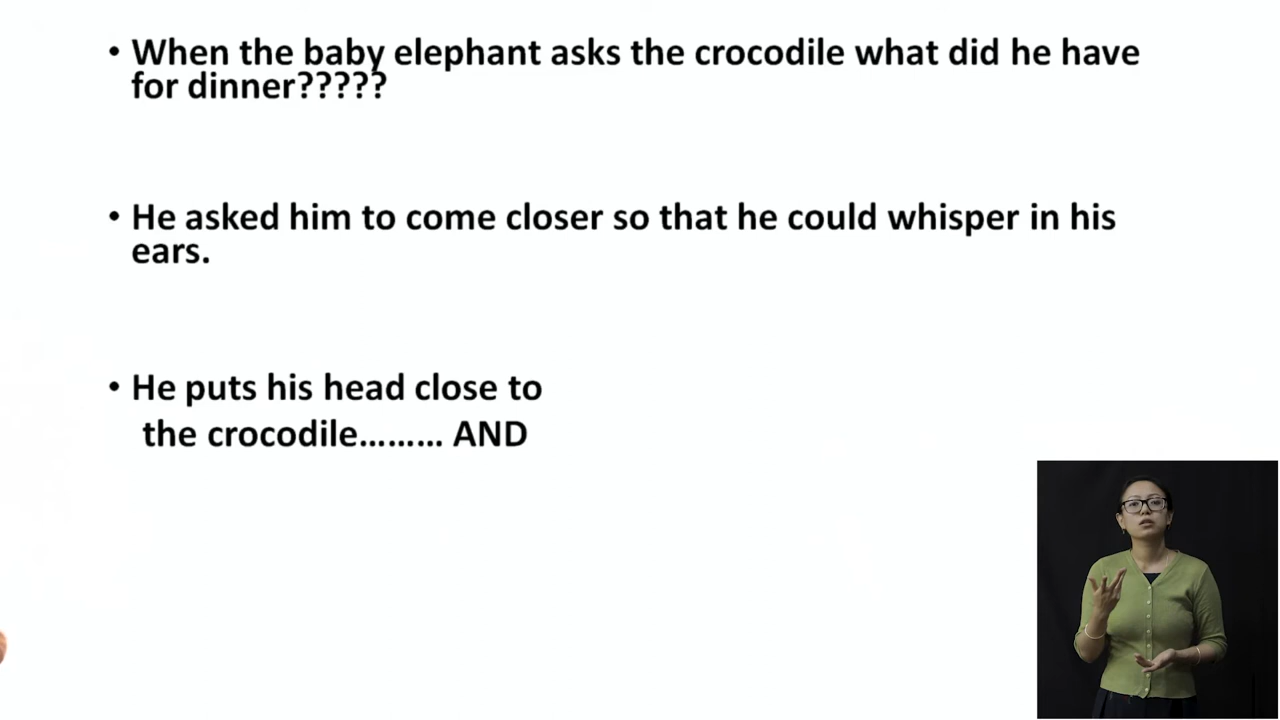 • When the baby elephant asks the crocodile what did he have
for dinner?????
• He asked him to come closer so that he could whisper in his
ears.
• He puts his head close to
the crocodile……… AND